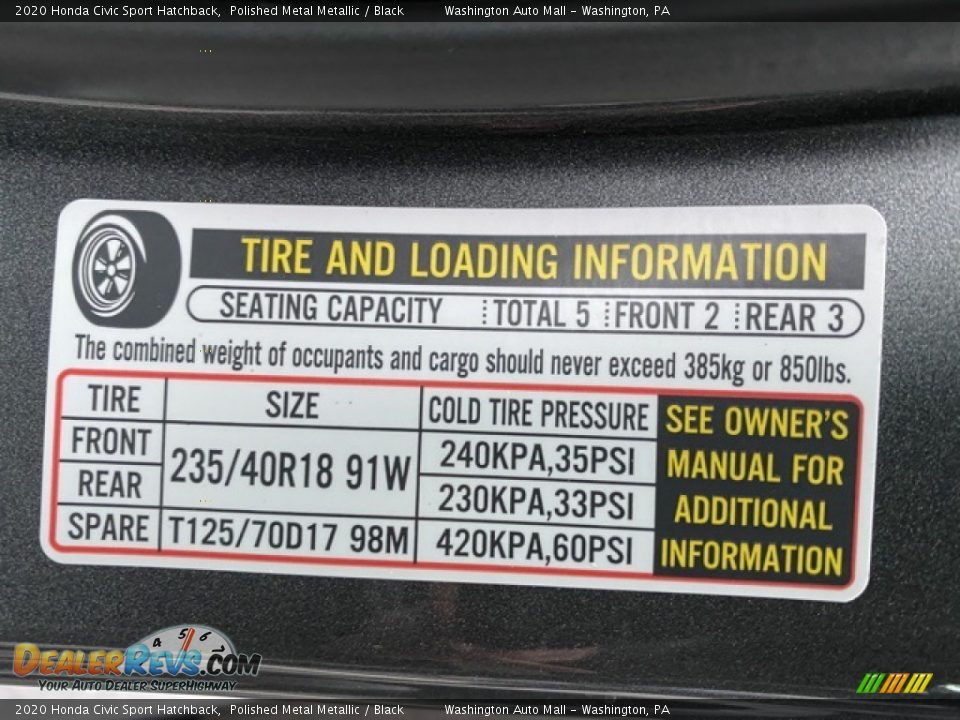 2020 Honda Civic Sport Hatchback, Polished Metal Metallic / Black Washington Auto Mall - Washington, PA
TIRE AND LOADING INFORMATION
SEATING CAPACITY TOTAL 5 FRONT 2 REAR 3
The combined weight of occupants and cargo should never exceed 385kg or 850lbs.
TIRE SIZE COLD TIRE PRESSURE
FRONT 235/40R18 91W 240KPA,35PSI
REAR 230KPA,33PSI
SPARE T125/70D17 98M 420KPA,60PSI
SEE OWNER'S
MANUAL FOR
ADDITIONAL
INFORMATION
4 5 6
DEALERREVS.COM
YOUR AUTO DEALER SUPERHIGHWAY
2020 Honda Civic Sport Hatchback, Polished Metal Metallic / Black Washington Auto Mall - Washington, PA